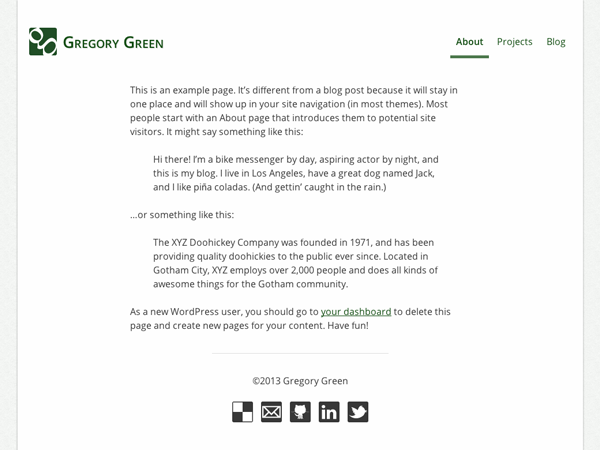 Gregory Green
About Projects Blog
This is an example page. It's different from a blog post because it will stay in
one place and will show up in your site navigation (in most themes). Most
people start with an About page that introduces them to potential site
visitors. It might say something like this:
Hi there! I'm a bike messenger by day, aspiring actor by night, and
this is my blog. I live in Los Angeles, have a great dog named Jack,
and I like piña coladas. (And gettin' caught in the rain.)
...or something like this:
The XYZ Doohickey Company was founded in 1971, and has been
providing quality doohickies to the public ever since. Located in
Gotham City, XYZ employs over 2,000 people and does all kinds of
awesome things for the Gotham community.
As a new WordPress user, you should go to your dashboard to delete this
page and create new pages for your content. Have fun!
©2013 Gregory Green
in